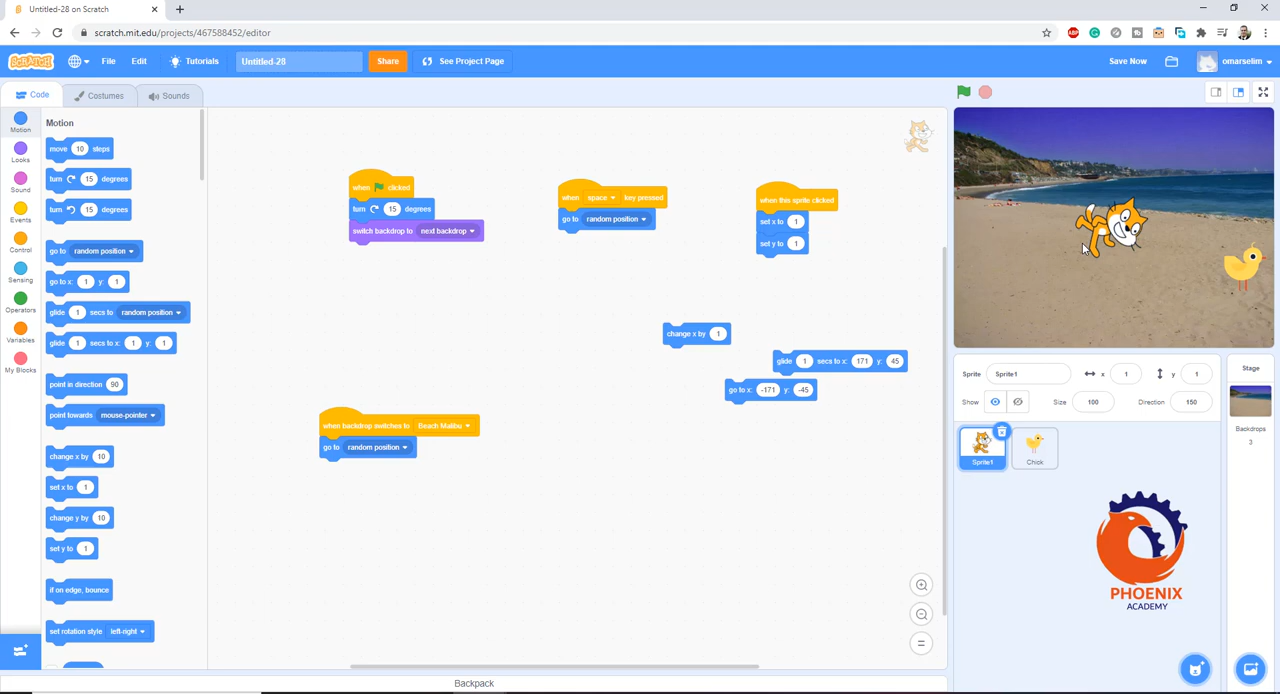 Untitled-28 on Scratch
scratch.mit.edu/projects/467588452/editor
SCRATCH
File
Edit
Tutorials
Untitled-28
Share
See Project Page
Save Now
omarselim
Code
Costumes
Sounds
Motion
Looks
Sound
Events
Control
Sensing
Operators
Variables
My Blocks
Motion
move 10 steps
turn 15 degrees
turn 15 degrees
go to random position
go to x: 1 y: 1
glide 1 secs to random position
glide 1 secs to x: 1 y: 1
point in direction 90
point towards mouse-pointer
change x by 10
set x to 1
change y by 10
set y to 1
if on edge, bounce
set rotation style left-right
when clicked
turn 15 degrees
switch backdrop to next backdrop
when space key pressed
go to random position
when this sprite clicked
set x to 1
set y to 1
change x by 1
glide 1 secs to x: 171 y: 45
go to x: -171 y: -45
when backdrop switches to Beach Malibu
go to random position
Sprite Sprite1 x 1 y 1
Show Size 100 Direction 150
Sprite1
Chick
Stage
Backdrops
3
PHOENIX
ACADEMY
Backpack